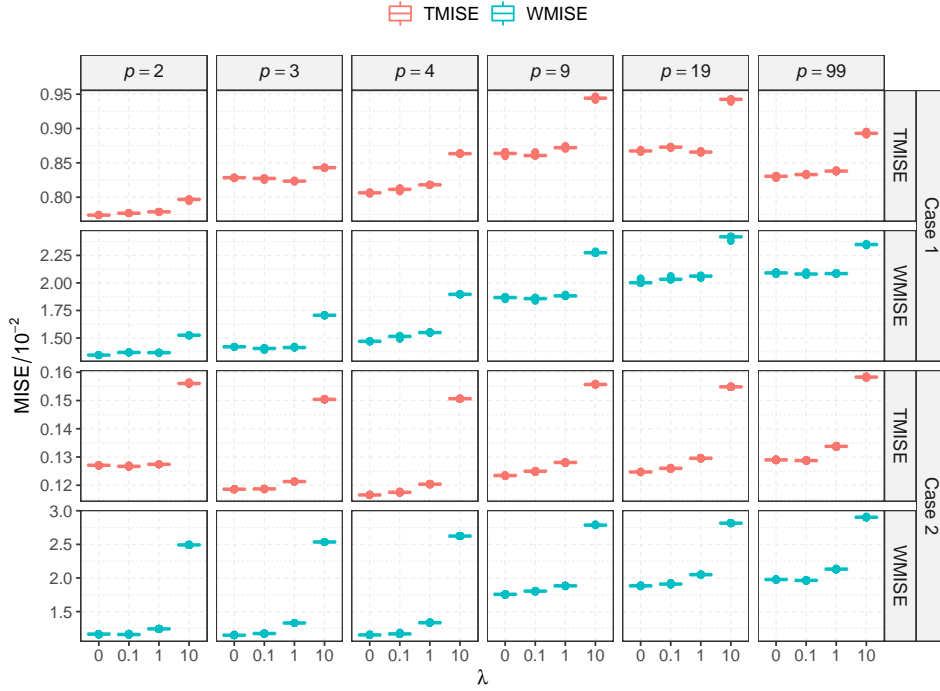 TMISE WMISE
p = 2 p = 3 p = 4 p = 9 p = 19 p = 99
0.95
0.90
0.85
0.80
TMISE
2.25
2.00
1.75
1.50
WMISE
Case 1
0.16
0.15
0.14
0.13
0.12
TMISE
3.0
2.5
2.0
1.5
WMISE
Case 2
MISE/10⁻²
0 0.1 1 10 0 0.1 1 10 0 0.1 1 10 0 0.1 1 10 0 0.1 1 10 0 0.1 1 10
λ